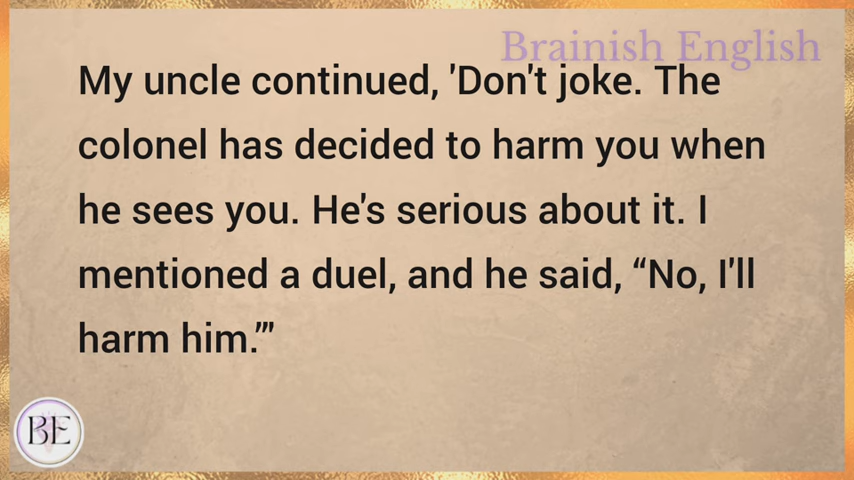 Brainish English
My uncle continued, 'Don't joke. The
colonel has decided to harm you when
he sees you. He's serious about it. I
mentioned a duel, and he said, “No, I'll
harm him.”'
BE